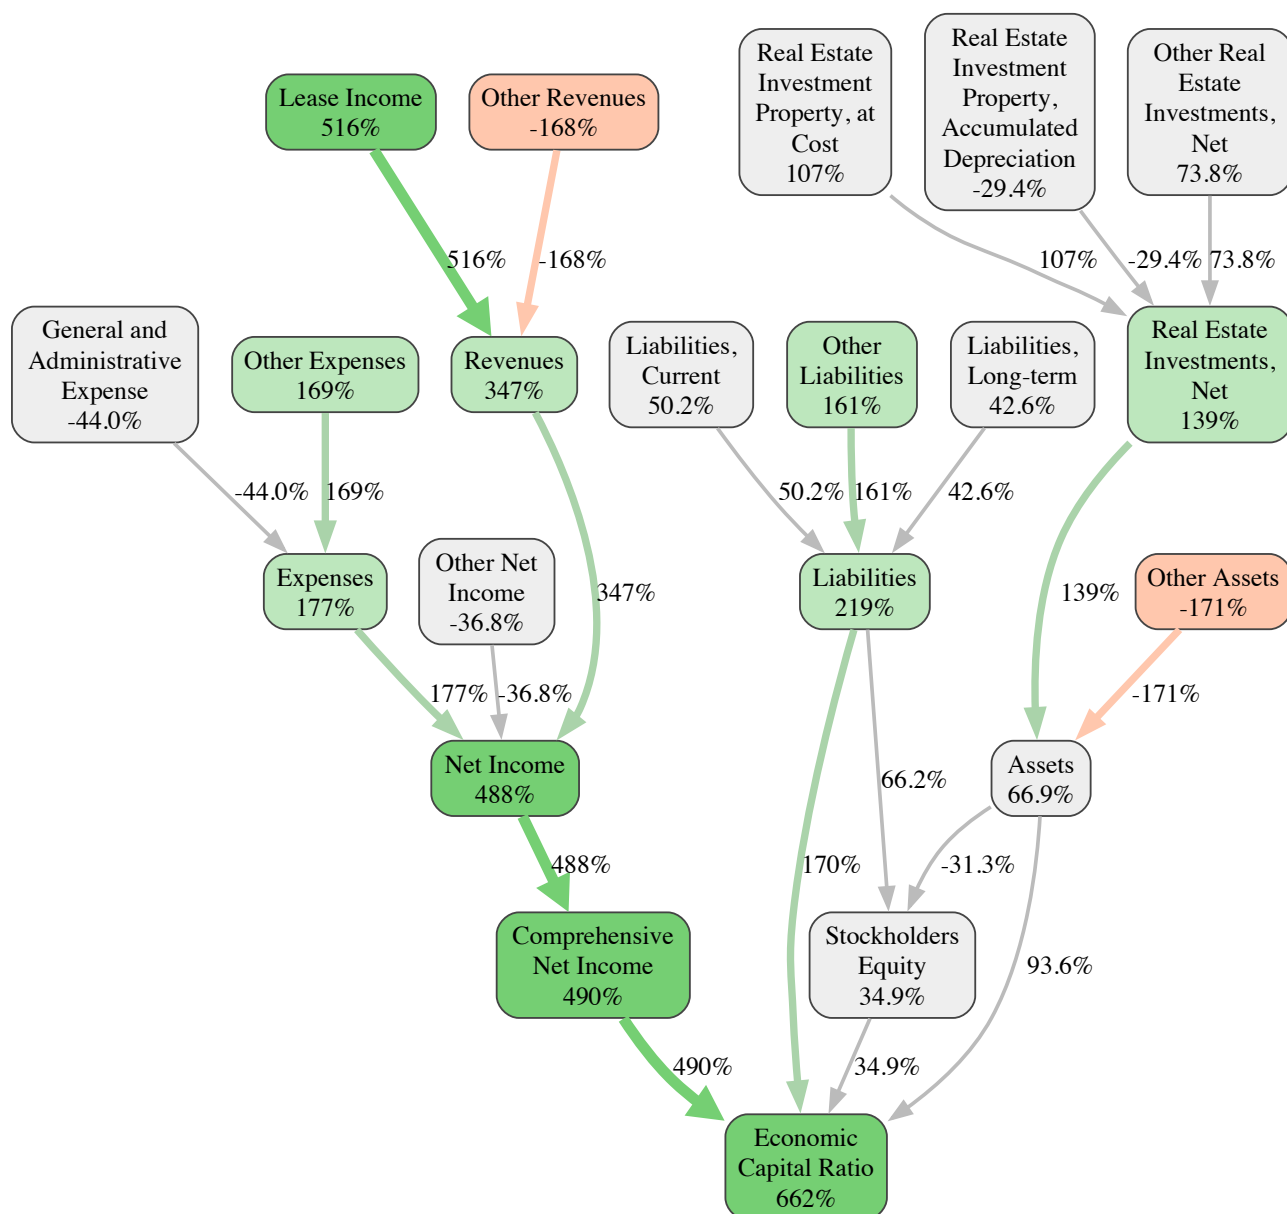 Real Estate
Investment
Property, at
Cost
107%
Real Estate
Investment
Property,
Accumulated
Depreciation
-29.4%
Other Real
Estate
Investments,
Net
73.8%
Lease Income
516%
Other Revenues
-168%
516%
-168%
107%
-29.4%
73.8%
General and
Administrative
Expense
-44.0%
Other Expenses
169%
Revenues
347%
Liabilities,
Current
50.2%
Other
Liabilities
161%
Liabilities,
Long-term
42.6%
Real Estate
Investments,
Net
139%
-44.0%
169%
50.2%
161%
42.6%
Expenses
177%
Other Net
Income
-36.8%
347%
Liabilities
219%
139%
Other Assets
-171%
177%
-36.8%
-171%
Net Income
488%
66.2%
Assets
66.9%
488%
170%
-31.3%
Comprehensive
Net Income
490%
Stockholders
Equity
34.9%
93.6%
490%
34.9%
Economic
Capital Ratio
662%